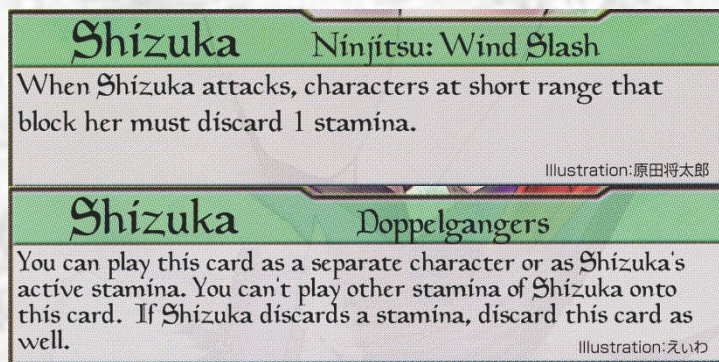 Shizuka Ninjitsu: Wind Slash
When Shizuka attacks, characters at short range that
block her must discard 1 stamina.
Illustration:原田将太郎
Shizuka Doppelgangers
You can play this card as a separate character or as Shizuka's
active stamina. You can't play other stamina of Shizuka onto
this card. If Shizuka discards a stamina, discard this card as
well.
Illustration:えいわ